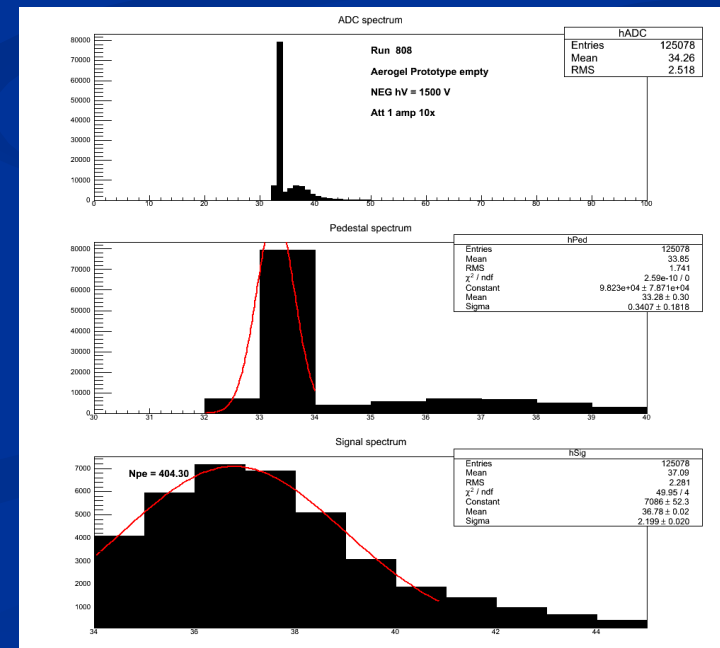 ADC spectrum
hADC
Entries 125078
Mean 34.26
RMS 2.518
Run 808
Aerogel Prototype empty
NEG hV = 1500 V
Att 1 amp 10x
80000
70000
60000
50000
40000
30000
20000
10000
0
0 10 20 30 40 50 60 70 80 90 100
Pedestal spectrum
hPed
Entries 125078
Mean 33.85
RMS 1.741
χ² / ndf 2.59e-10 / 0
Constant 9.823e+04 ± 7.871e+04
Mean 33.28 ± 0.30
Sigma 0.3407 ± 0.1818
80000
70000
60000
50000
40000
30000
20000
10000
0
30 31 32 33 34 35 36 37 38 39 40
Signal spectrum
hSig
Entries 125078
Mean 37.09
RMS 2.281
χ² / ndf 49.95 / 4
Constant 7086 ± 52.3
Mean 36.78 ± 0.02
Sigma 2.199 ± 0.020
Npe = 404.30
7000
6000
5000
4000
3000
2000
1000
34 36 38 40 42 44